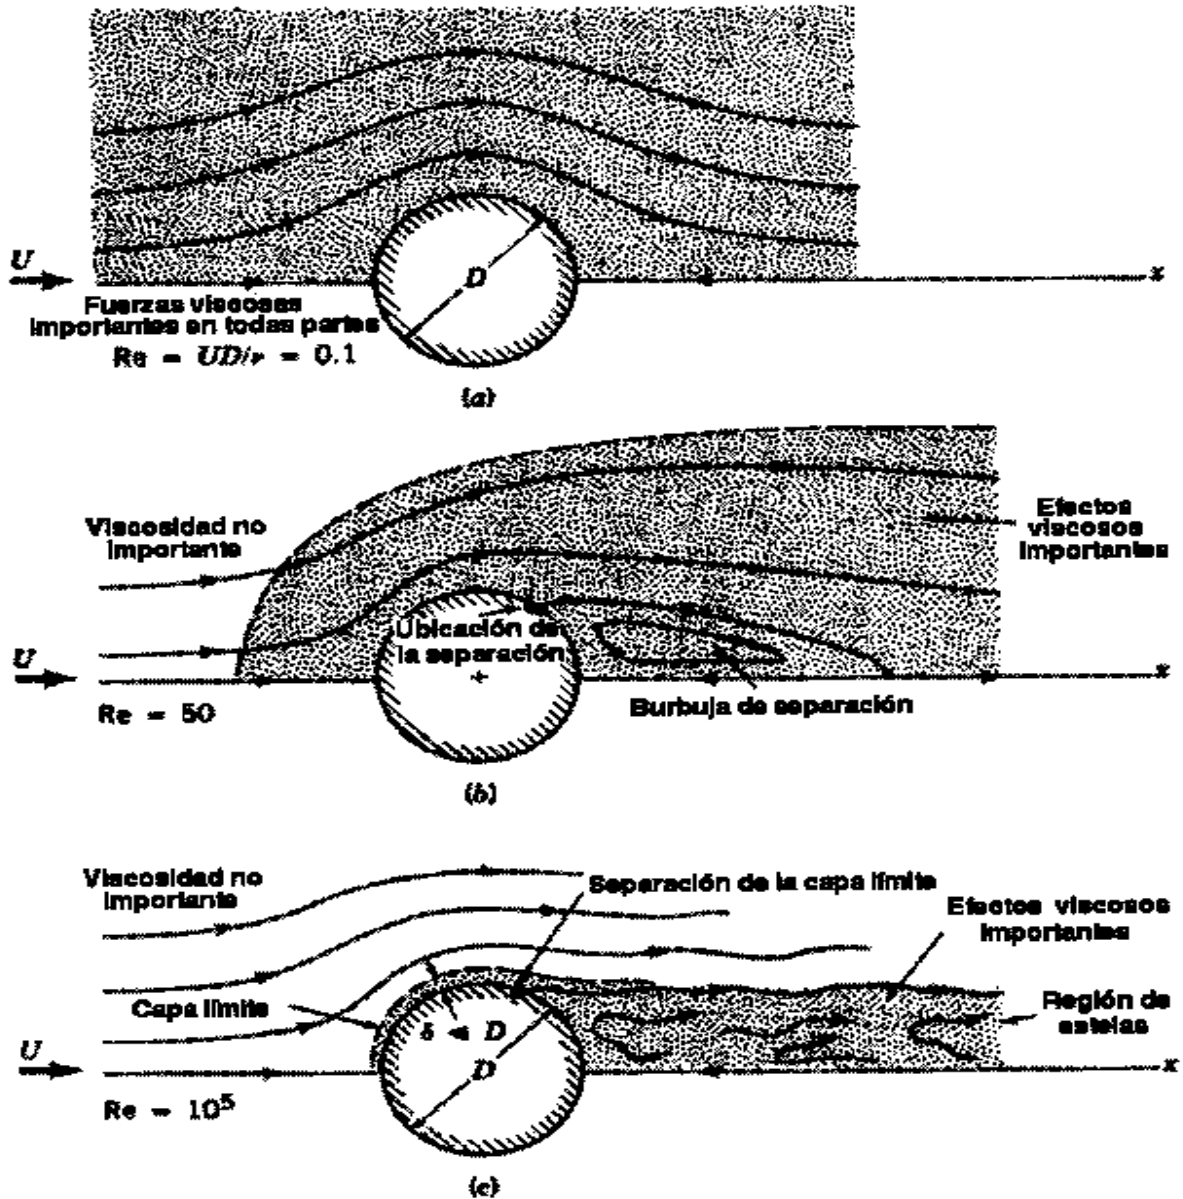 U
D
x
Fuerzas viscosas
importantes en todas partes
Re = UD/ν = 0.1
(a)
Viscosidad no
importante
Efectos
viscosos
importantes
Ubicación de
la separación
U
x
Re = 50
Burbuja de separación
(b)
Viscosidad no
importante
Separación de la capa límite
Efectos viscosos
importantes
Capa límite
Región de
estelas
δ ≪ D
U
D
x
Re = 10⁵
(c)